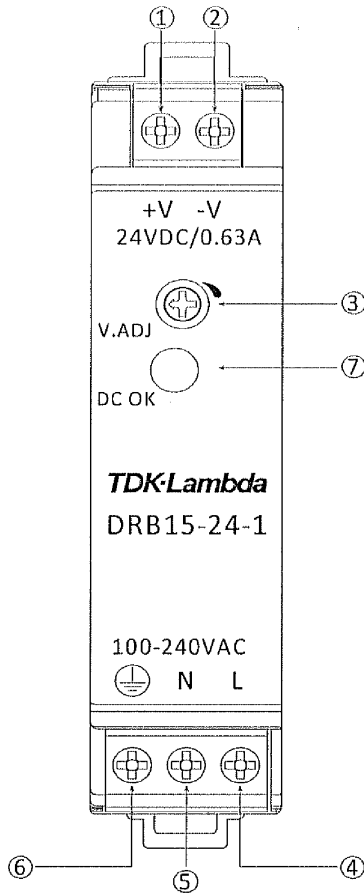 ① ②
+V -V
24VDC/0.63A
③
V.ADJ
⑦
DC OK
TDK·Lambda
DRB15-24-1
100-240VAC
N L
⑥ ⑤ ④